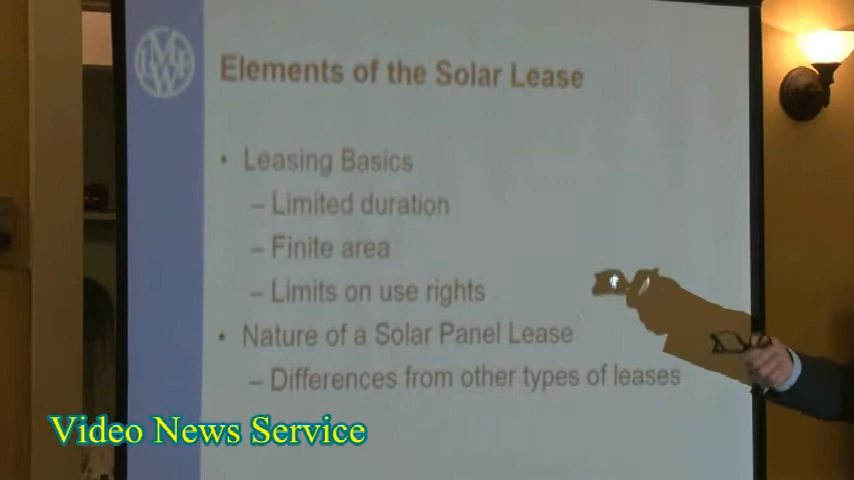 Elements of the Solar Lease
• Leasing Basics
– Limited duration
– Finite area
– Limits on use rights
• Nature of a Solar Panel Lease
– Differences from other types of leases
Video News Service